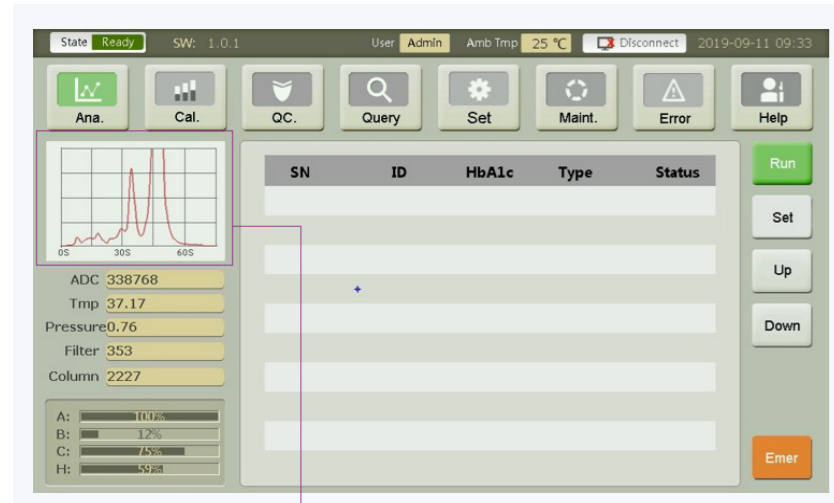 State Ready SW: 1.0.1 User Admin Amb Tmp 25 ℃ Disconnect 2019-09-11 09:33
Ana. Cal. QC. Query Set Maint. Error Help
0S 30S 60S
SN ID HbA1c Type Status
Run
Set
Up
Down
Emer
ADC 338768
Tmp 37.17
Pressure 0.76
Filter 353
Column 2227
A: 100%
B: 12%
C: 75%
H: 59%